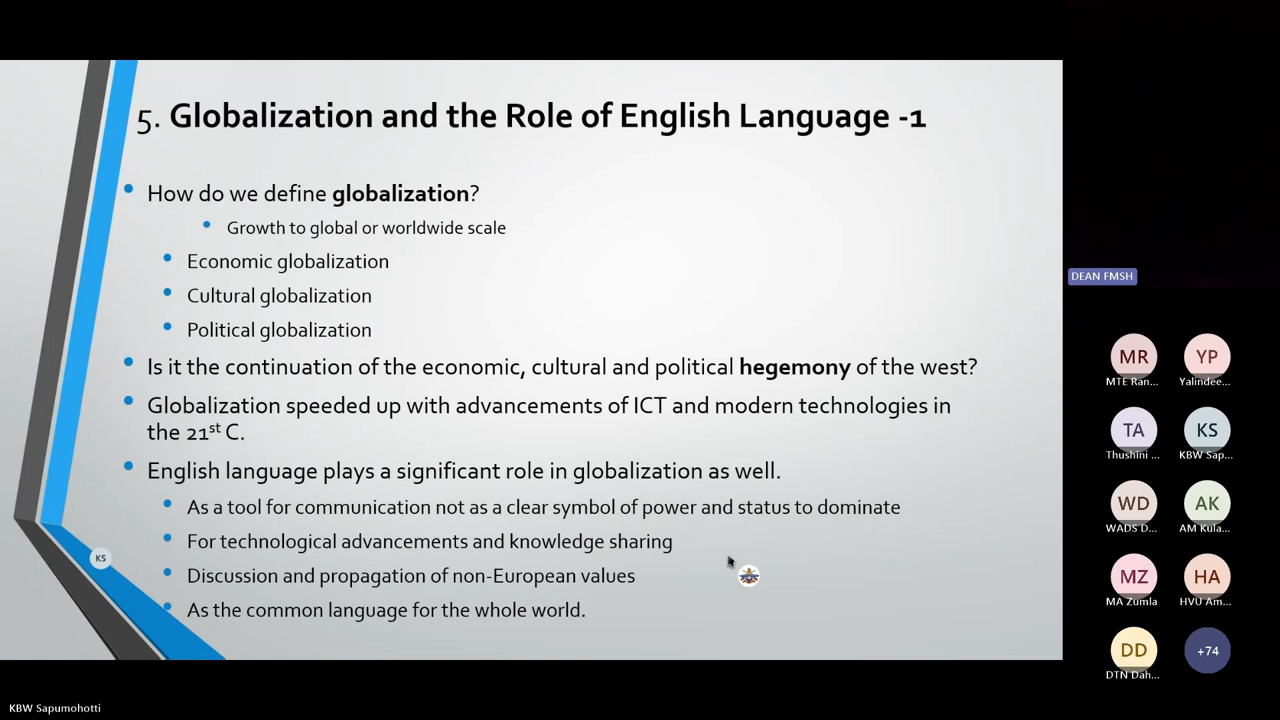 5. Globalization and the Role of English Language -1
How do we define globalization?
Growth to global or worldwide scale
Economic globalization
Cultural globalization
Political globalization
Is it the continuation of the economic, cultural and political hegemony of the west?
Globalization speeded up with advancements of ICT and modern technologies in
the 21st C.
English language plays a significant role in globalization as well.
As a tool for communication not as a clear symbol of power and status to dominate
For technological advancements and knowledge sharing
Discussion and propagation of non-European values
As the common language for the whole world.
KS
DEAN FMSH
MR YP
MTE Ran... Yalindee...
TA KS
Thushini ... KBW Sap...
WD AK
WADS D... AM Kula...
MZ HA
MA Zumla HVU Am...
DD +74
DTN Dah...
KBW Sapumohotti